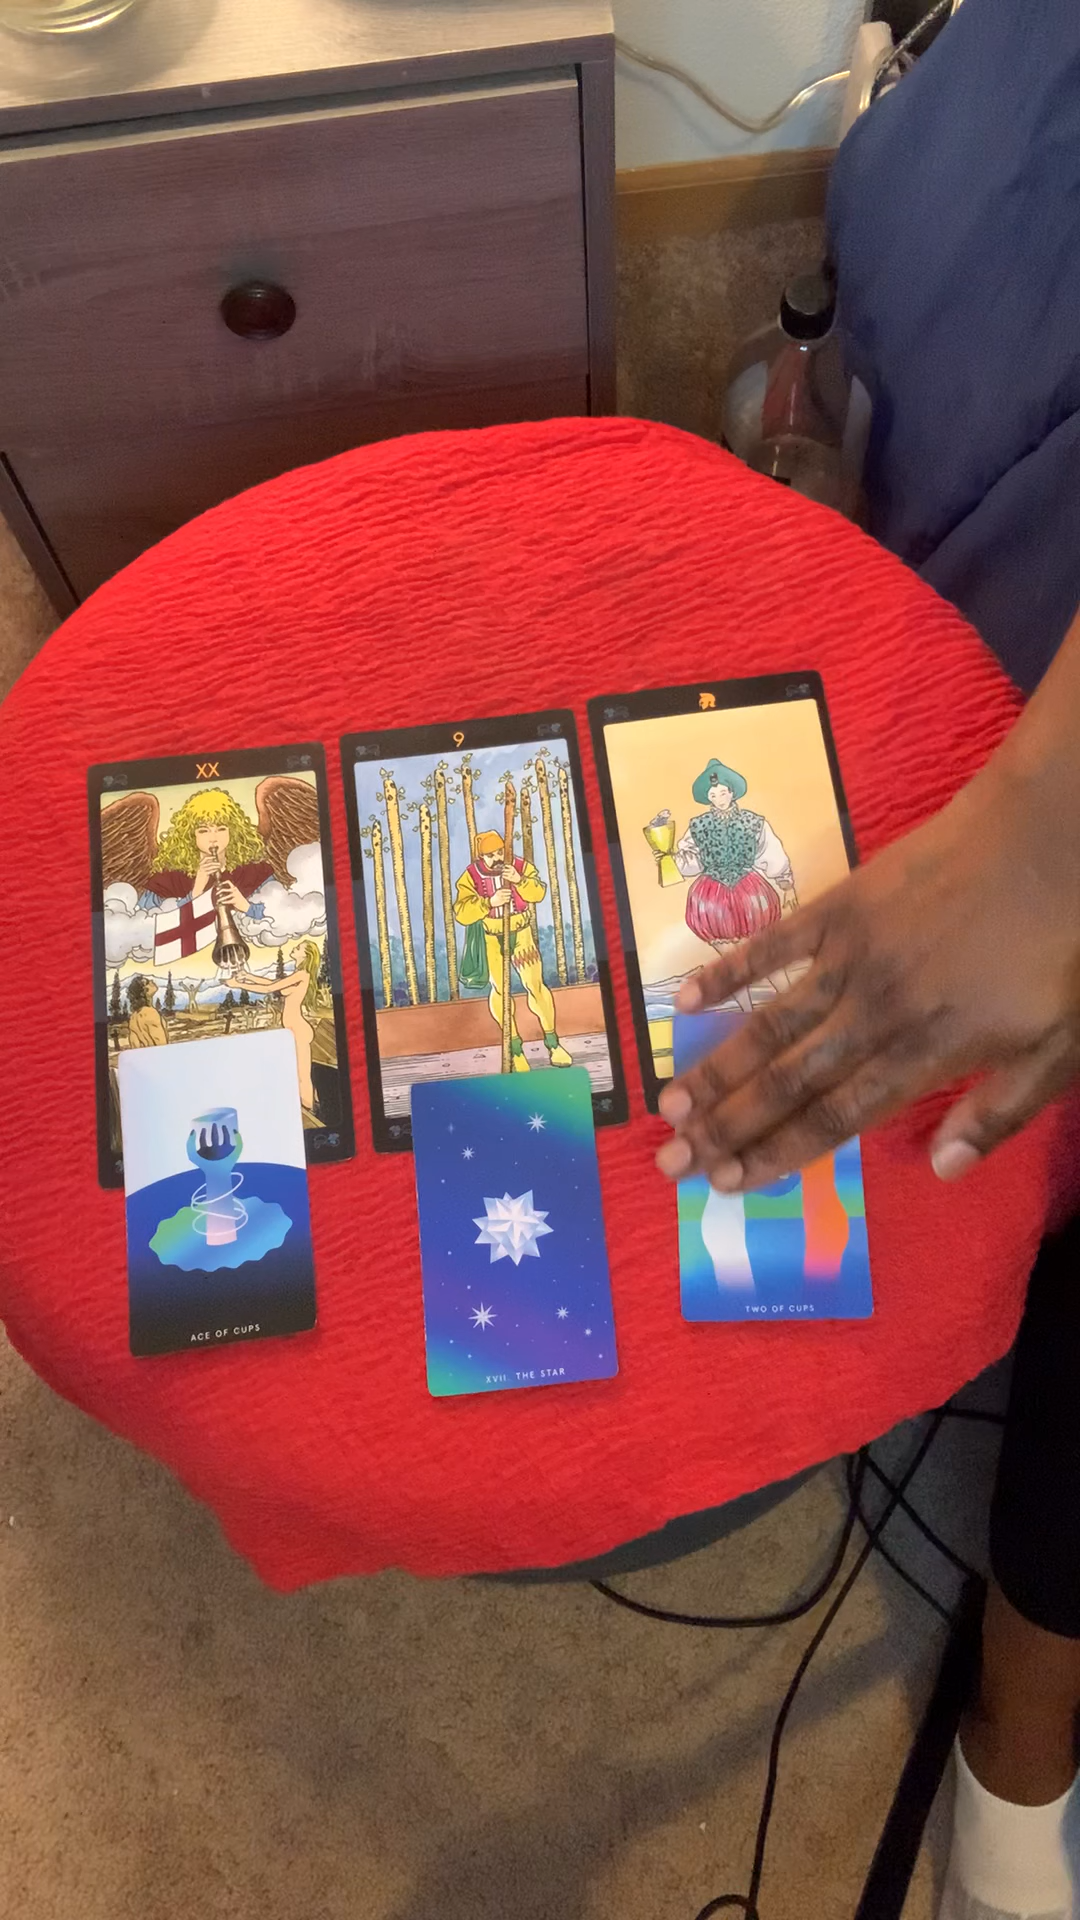 XX
9
ACE OF CUPS
XVII. THE STAR
TWO OF CUPS